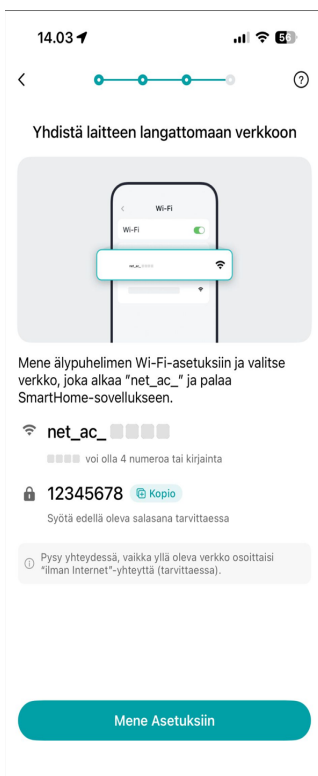 14.03
56
?
Yhdistä laitteen langattomaan verkkoon
Wi-Fi
Wi-Fi
net_ac_
Mene älypuhelimen Wi-Fi-asetuksiin ja valitse
verkko, joka alkaa ”net_ac_” ja palaa
SmartHome-sovellukseen.
net_ac_
voi olla 4 numeroa tai kirjainta
12345678 Kopio
Syötä edellä oleva salasana tarvittaessa
Pysy yhteydessä, vaikka yllä oleva verkko osoittaisi
“ilman Internet”-yhteyttä (tarvittaessa).
Mene Asetuksiin